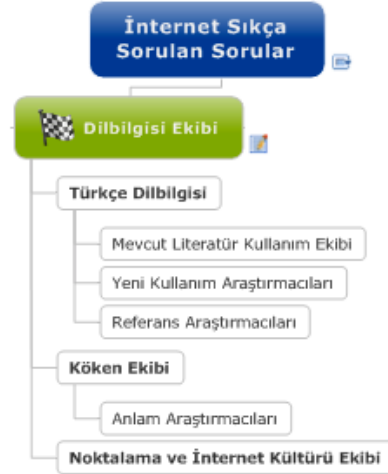 İnternet Sıkça
Sorulan Sorular
Dilbilgisi Ekibi
Türkçe Dilbilgisi
Mevcut Literatür Kullanım Ekibi
Yeni Kullanım Araştırmacıları
Referans Araştırmacıları
Köken Ekibi
Anlam Araştırmacıları
Noktalama ve İnternet Kültürü Ekibi